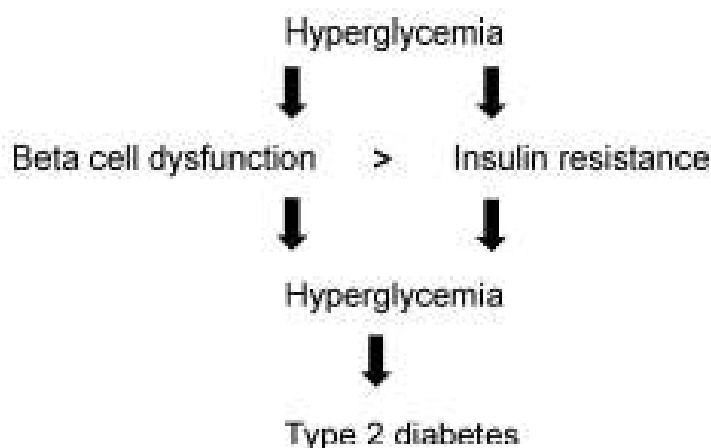 Hyperglycemia
Beta cell dysfunction > Insulin resistance
Hyperglycemia
Type 2 diabetes